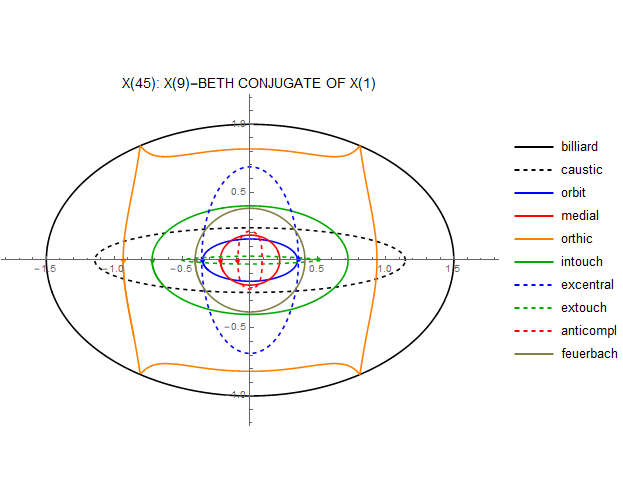 X(45): X(9)-BETH CONJUGATE OF X(1)
1.0
0.5
-1.5
-1.0
-0.5
0.5
1.0
1.5
-0.5
-1.0
billiard
caustic
orbit
medial
orthic
intouch
excentral
extouch
anticompl
feuerbach